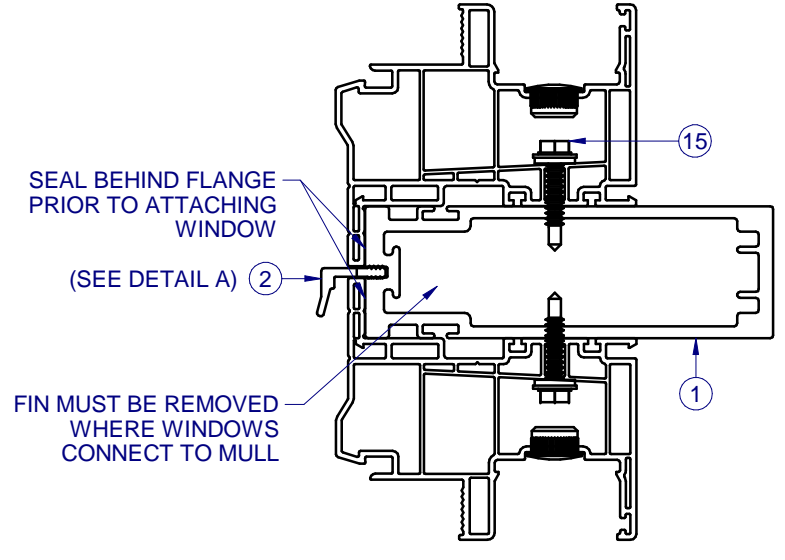 15
SEAL BEHIND FLANGE
PRIOR TO ATTACHING
WINDOW
(SEE DETAIL A) 2
1
FIN MUST BE REMOVED
WHERE WINDOWS
CONNECT TO MULL